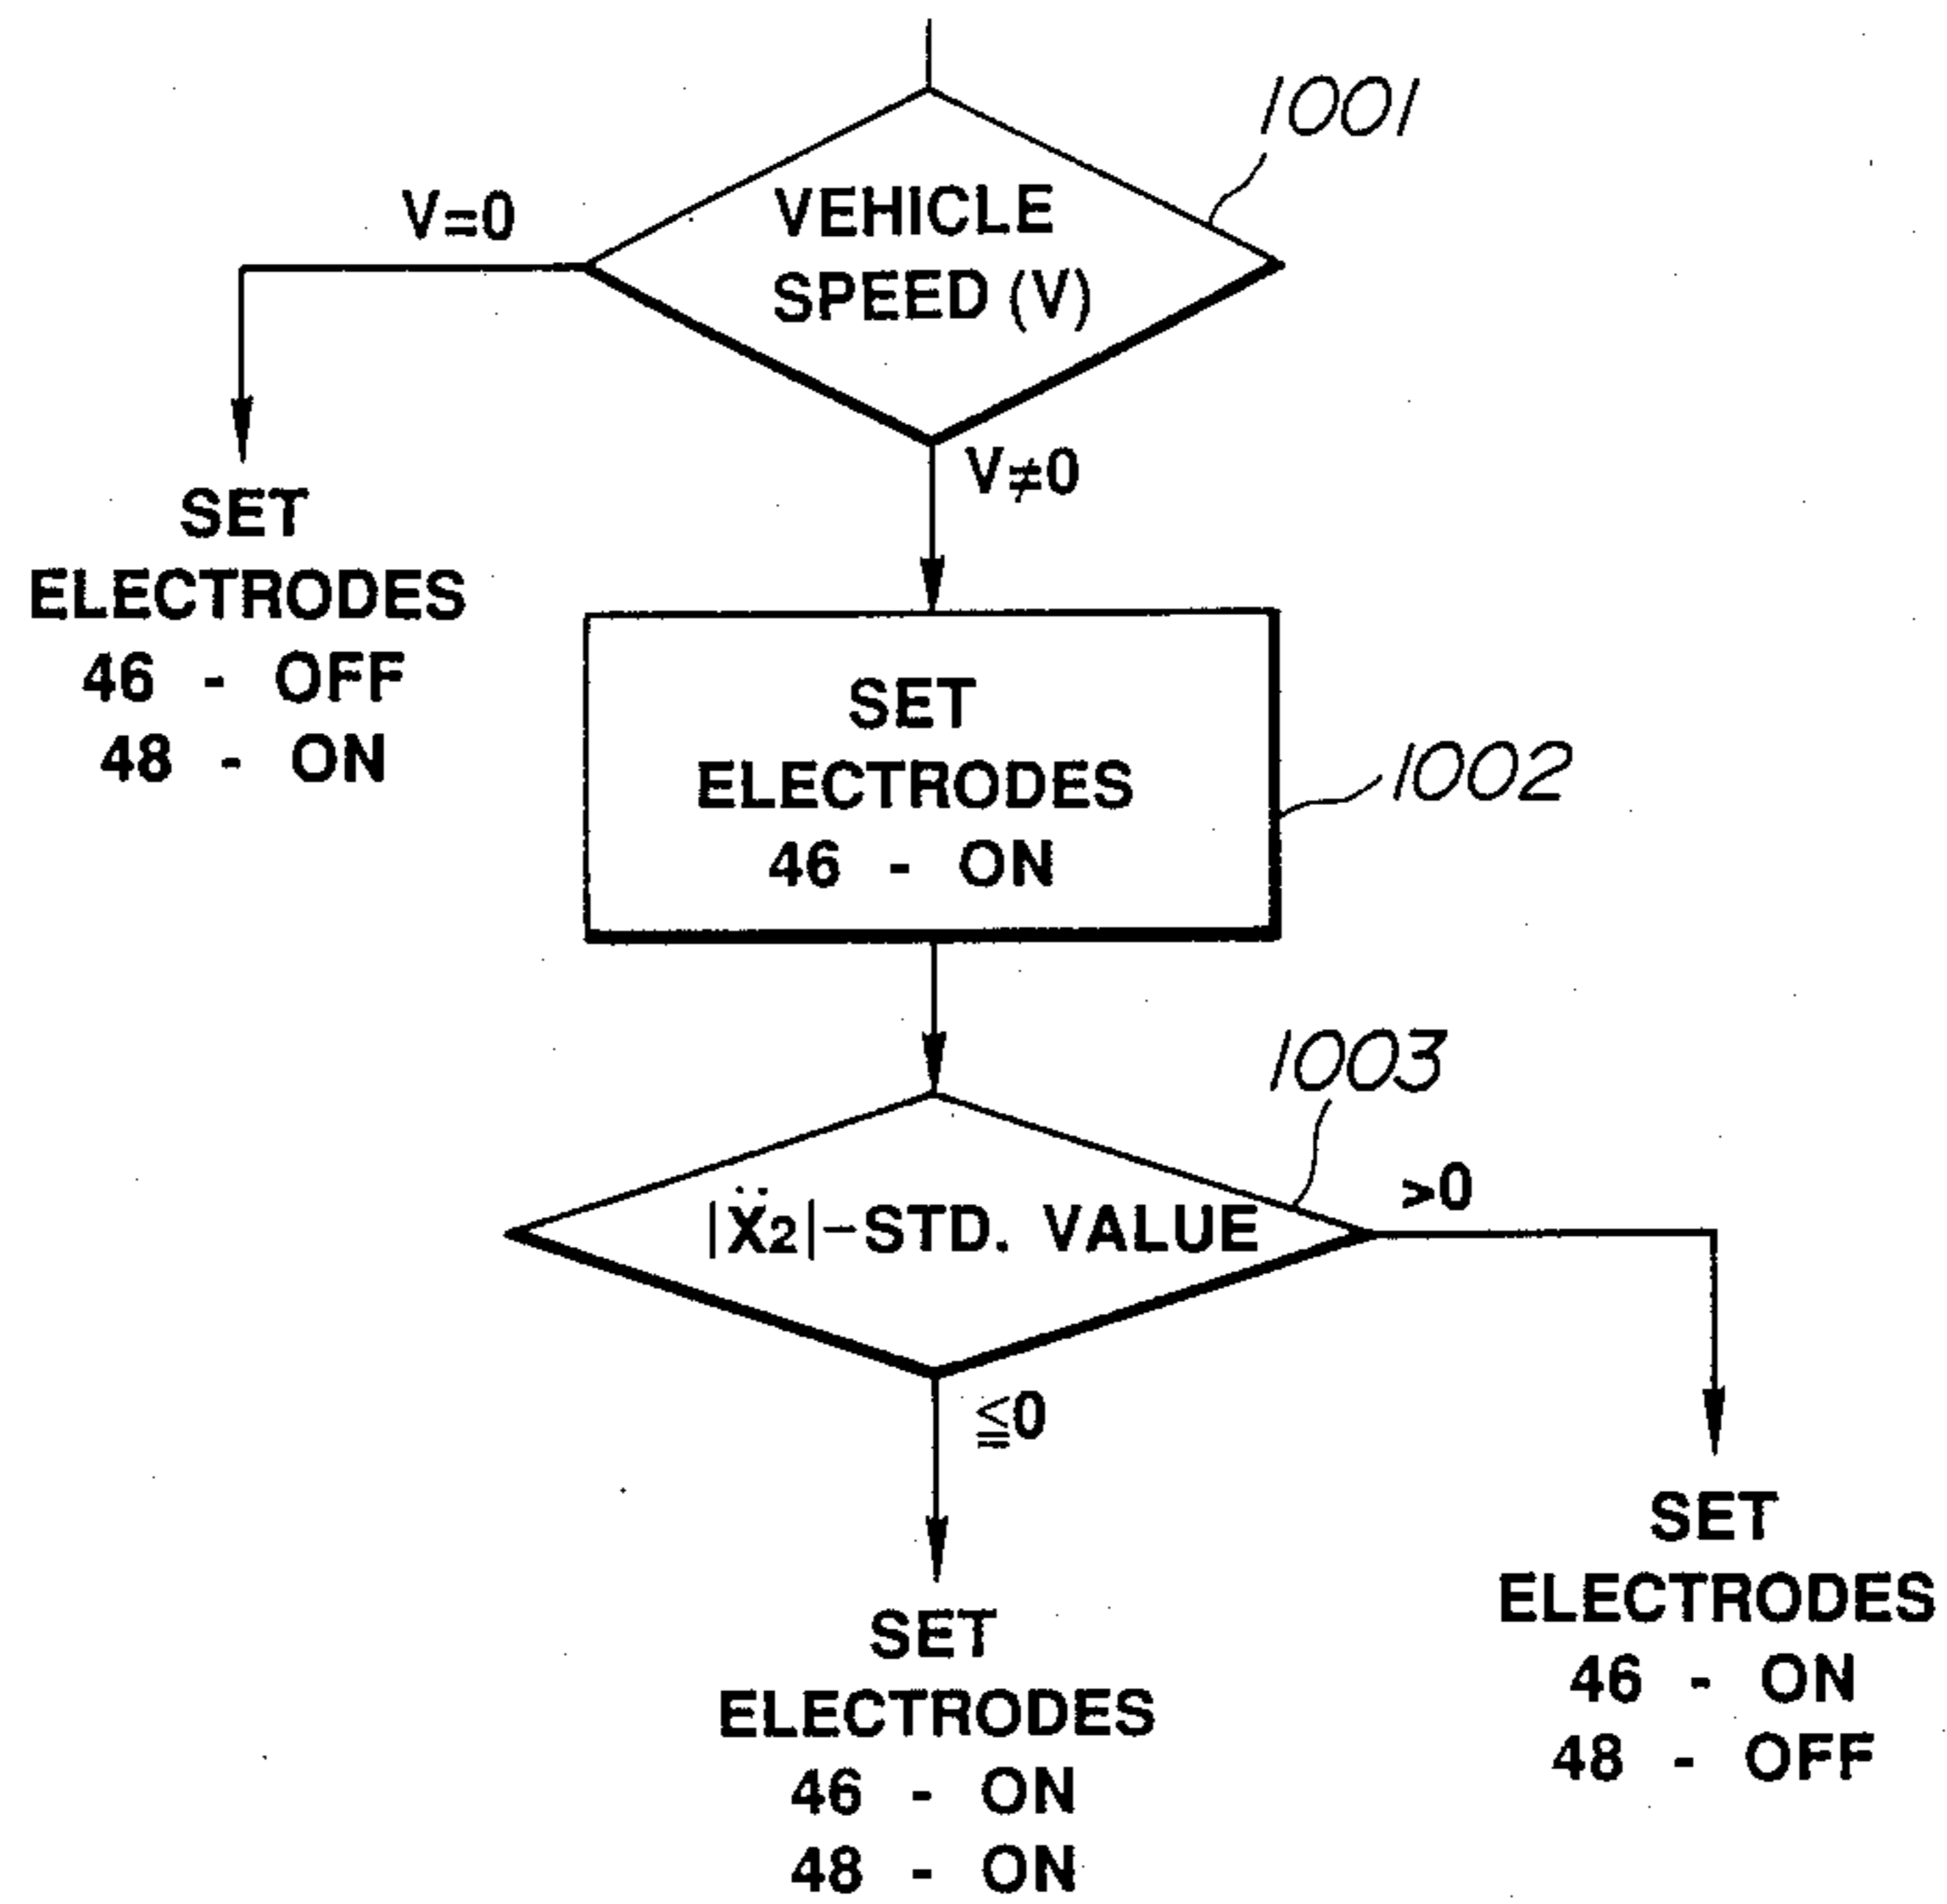 1001
VEHICLE
SPEED (V)
V=0
V≠0
SET
ELECTRODES
46 - OFF
48 - ON
SET
ELECTRODES
46 - ON
1002
1003
|Ẍ2|-STD. VALUE
>0
≦0
SET
ELECTRODES
46 - ON
48 - OFF
SET
ELECTRODES
46 - ON
48 - ON